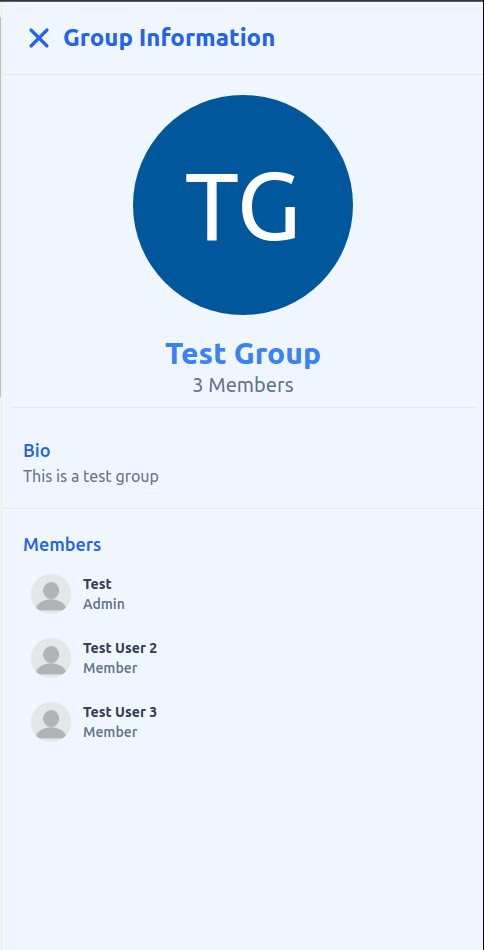 Group Information
TG
Test Group
3 Members
Bio
This is a test group
Members
Test
Admin
Test User 2
Member
Test User 3
Member